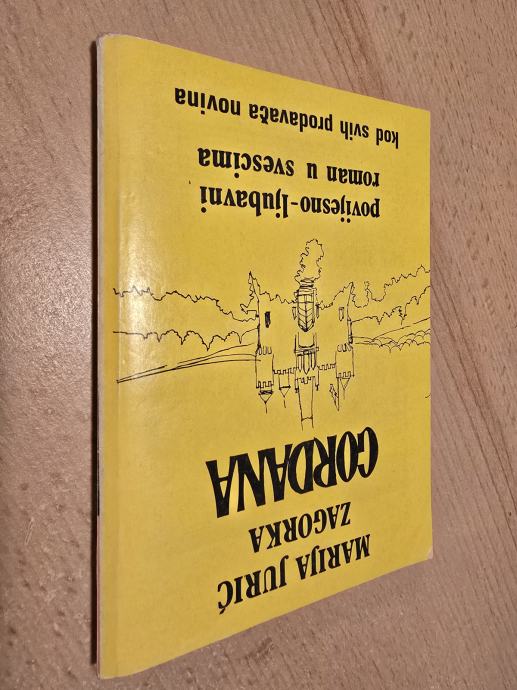 MARIJA JURIĆ
ZAGORKA
GORDANA
povijesno-ljubavni
roman u svescima
kod svih prodavača novina